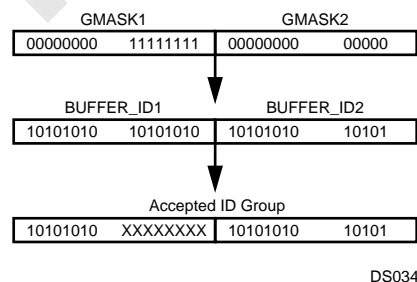 GMASK1 GMASK2
00000000 11111111 00000000 00000
BUFFER_ID1 BUFFER_ID2
10101010 10101010 10101010 10101
Accepted ID Group
10101010 XXXXXXXX 10101010 10101
DS034